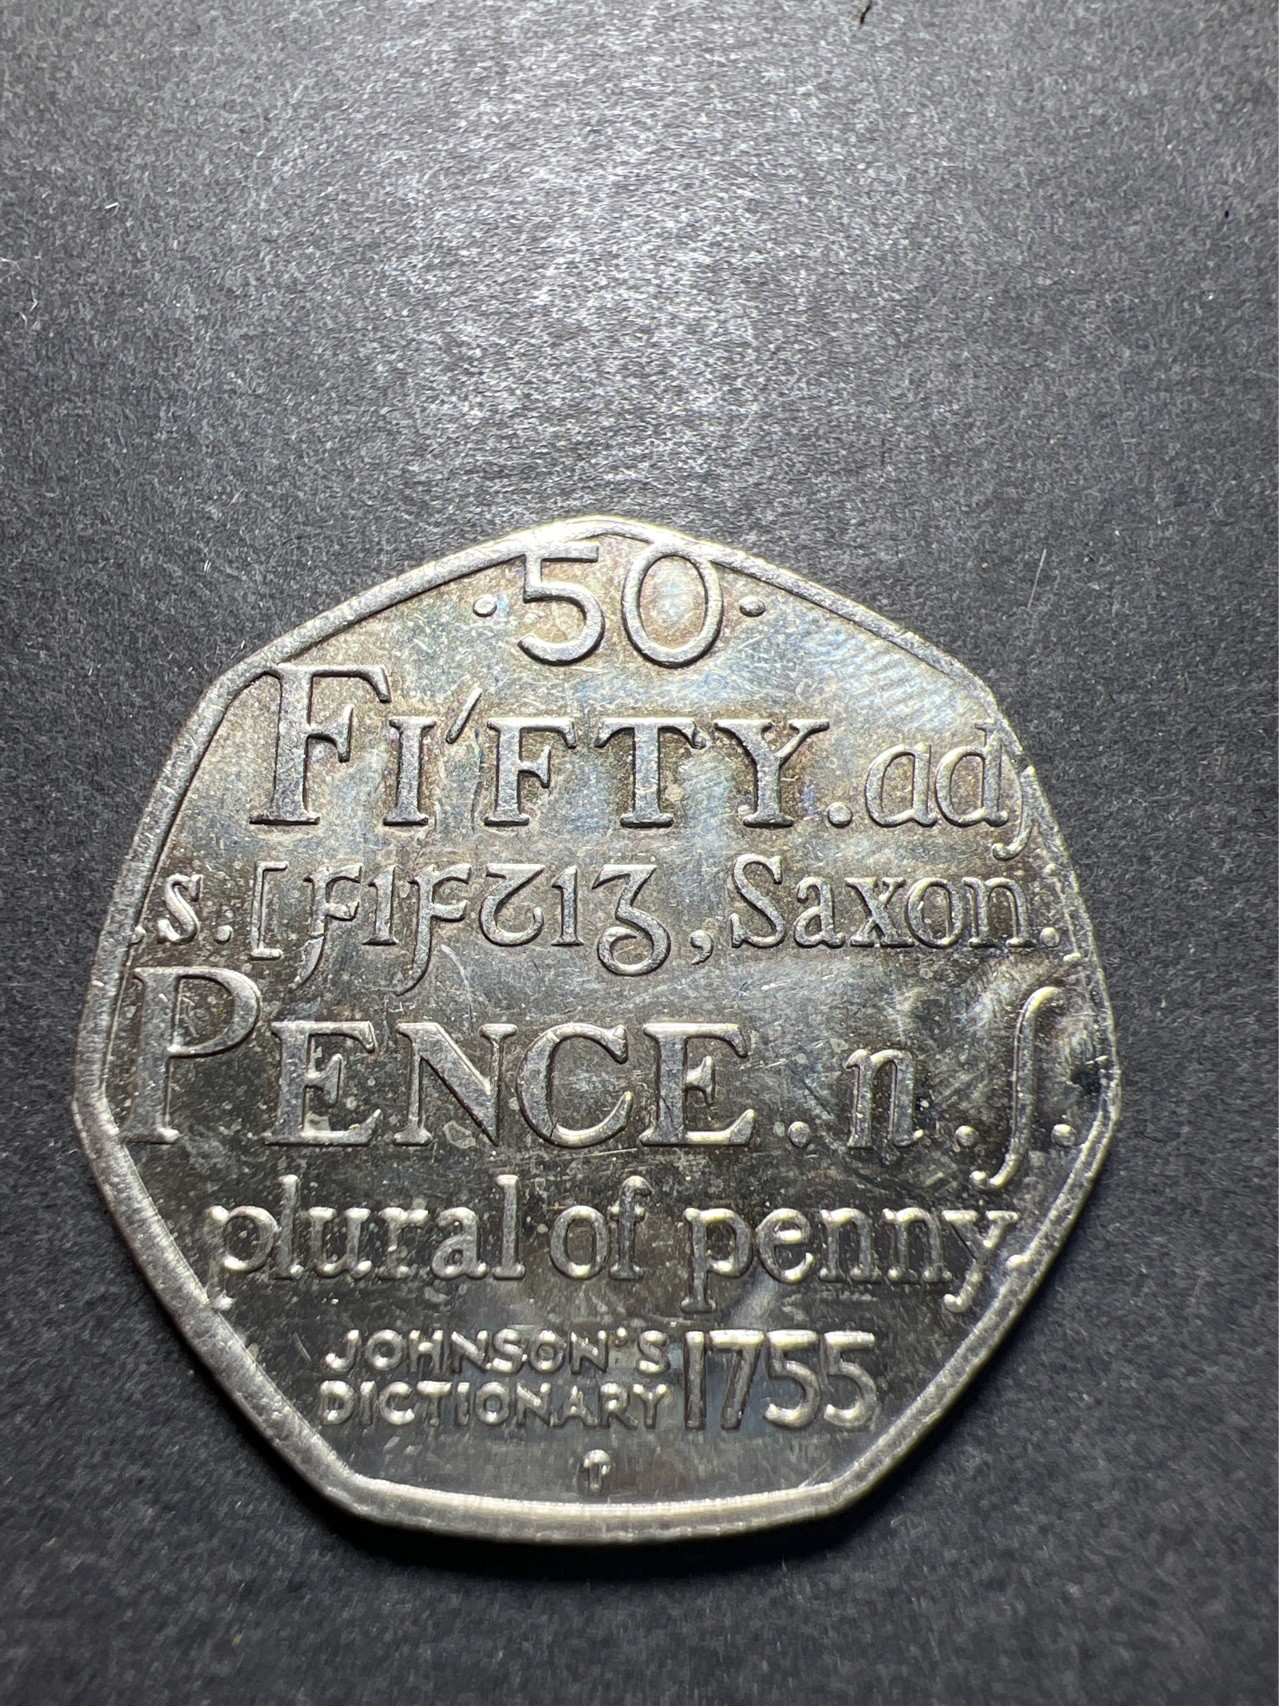 ·50·
FI'FTY.adj
.s.[ꝼıꝼꞇıᵹ, Saxon.]
PENCE.n.ſ.
plural of penny
JOHNSON'S
DICTIONARY 1755
T